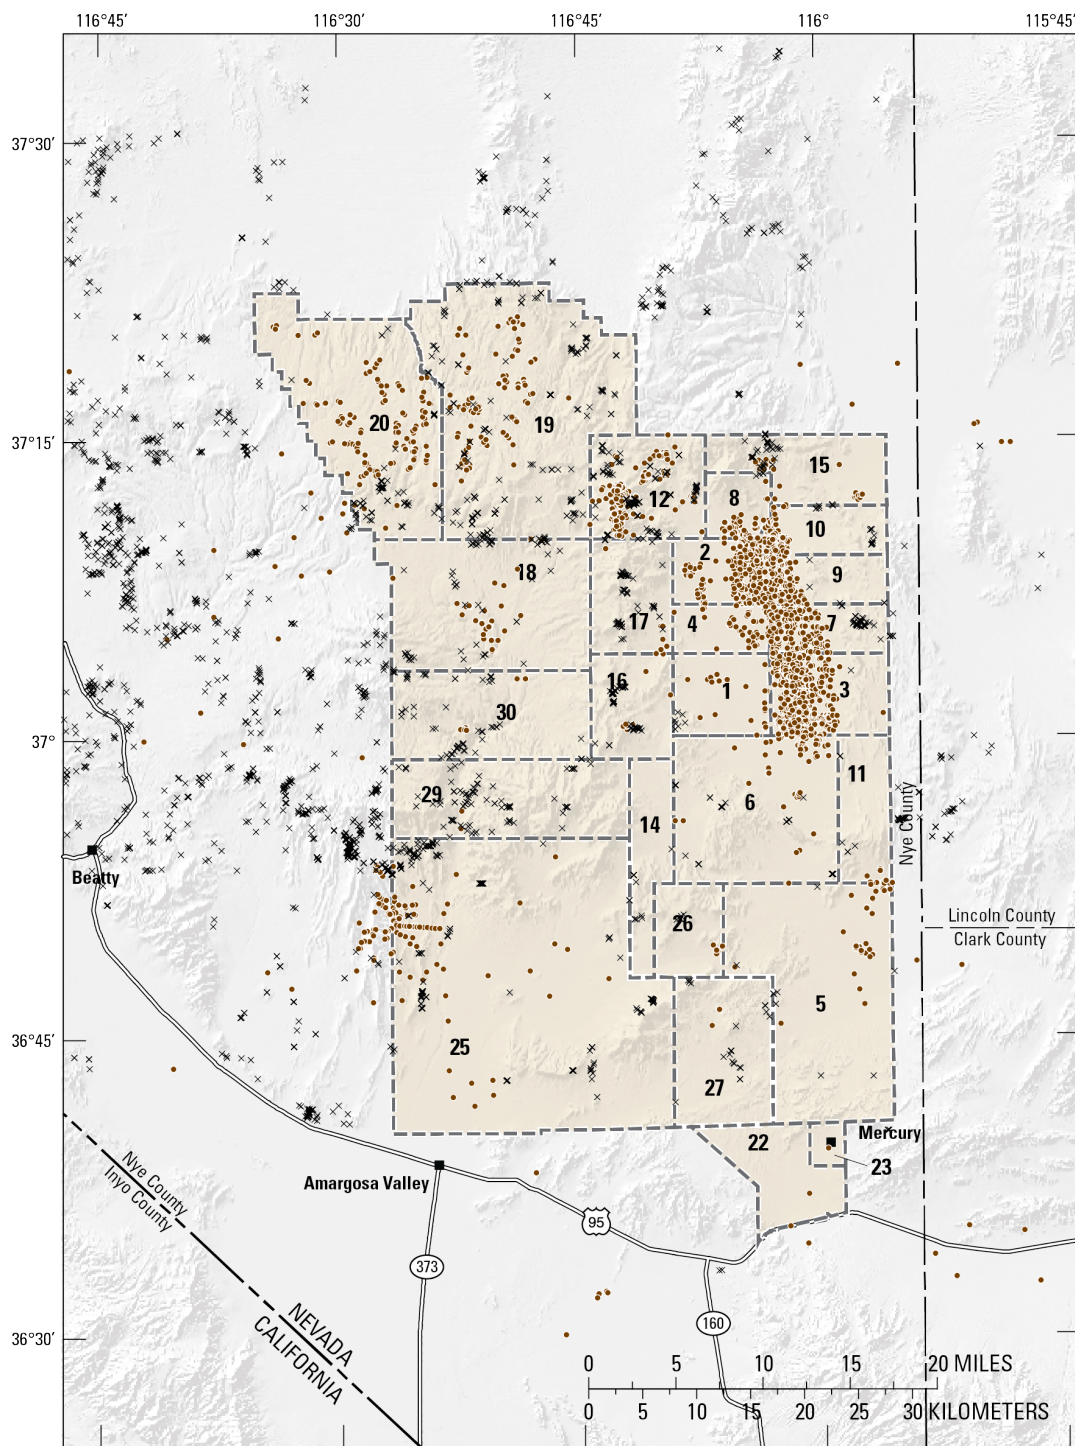 116°45' 116°30' 116°45' 116° 115°45'
37°30'
37°15'
20
19
15
12
8
10
2
9
18
17
4
7
16
1
3
30
37°
11
29
6
14
Nye County
Beatty
Lincoln County
26
Clark County
5
36°45'
25
27
Mercury
22
23
Nye County
Inyo County
Amargosa Valley
95
373
NEVADA
CALIFORNIA
160
36°30'
0 5 10 15 20 MILES
0 5 10 15 20 25 30 KILOMETERS